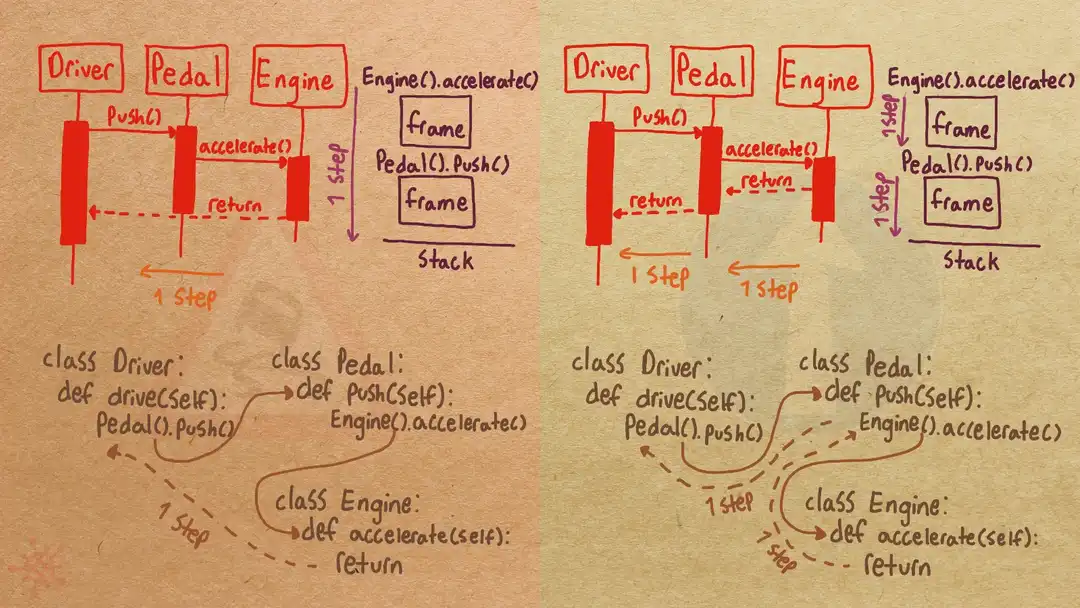 Driver
Pedal
Engine
Push()
accelerate()
return
1 Step
1 Step
Engine().accelerate()
frame
Pedal().Push()
frame
Stack
class Driver:
def drive(self):
Pedal().Push()
class Pedal:
def Push(self):
Engine().accelerate()
class Engine:
def accelerate(self):
return
1 Step
Driver
Pedal
Engine
Push()
accelerate()
return
return
1 Step
1 Step
Engine().accelerate()
1 Step
frame
Pedal().Push()
1 Step
frame
Stack
class Driver:
def drive(self):
Pedal().Push()
class Pedal:
def Push(self):
Engine().accelerate()
1 Step
class Engine:
def accelerate(self):
return
1 Step